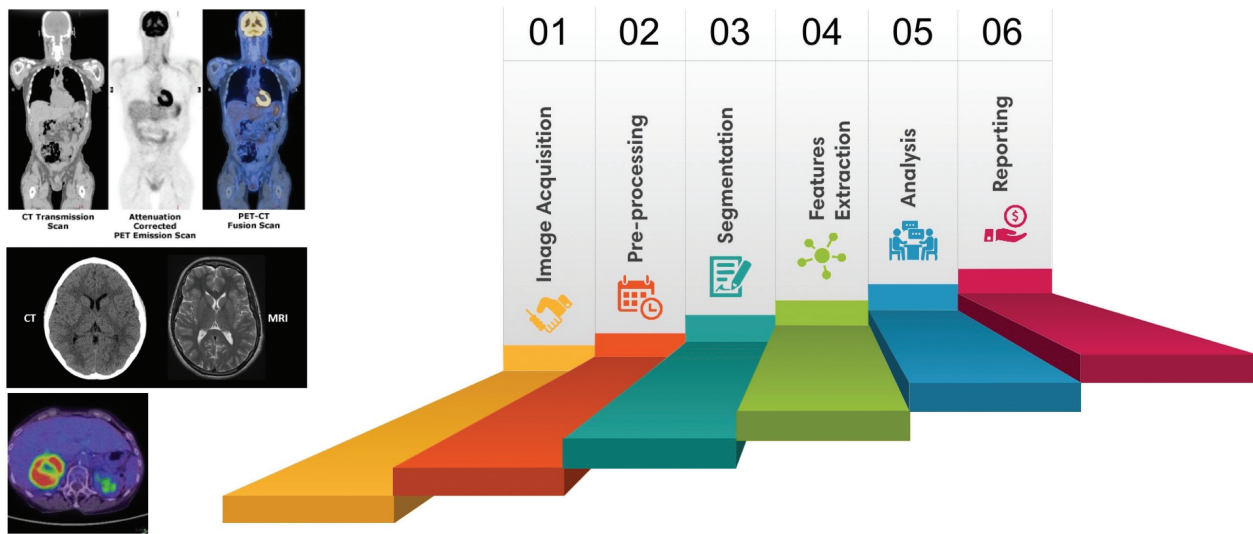 CT Transmission
Scan
Attenuation
Corrected
PET Emission Scan
PET-CT
Fusion Scan
CT
MRI
01
02
03
04
05
06
Image Acquisition
Pre-processing
Segmentation
Features
Extraction
Analysis
Reporting
$